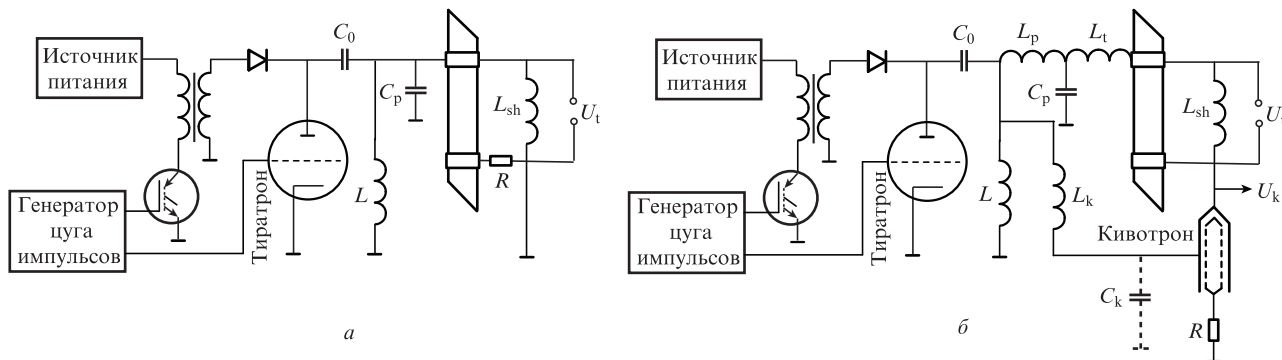 Источник
питания
C₀
Cₚ
Lsh
Ut
R
L
Тиратрон
Генератор
цуга
импульсов
а
Источник
питания
C₀
Lₚ
Lt
Cₚ
Lsh
U
L
Lk
Uk
Тиратрон
Генератор
цуга
импульсов
Кивотрон
Ck
R
б